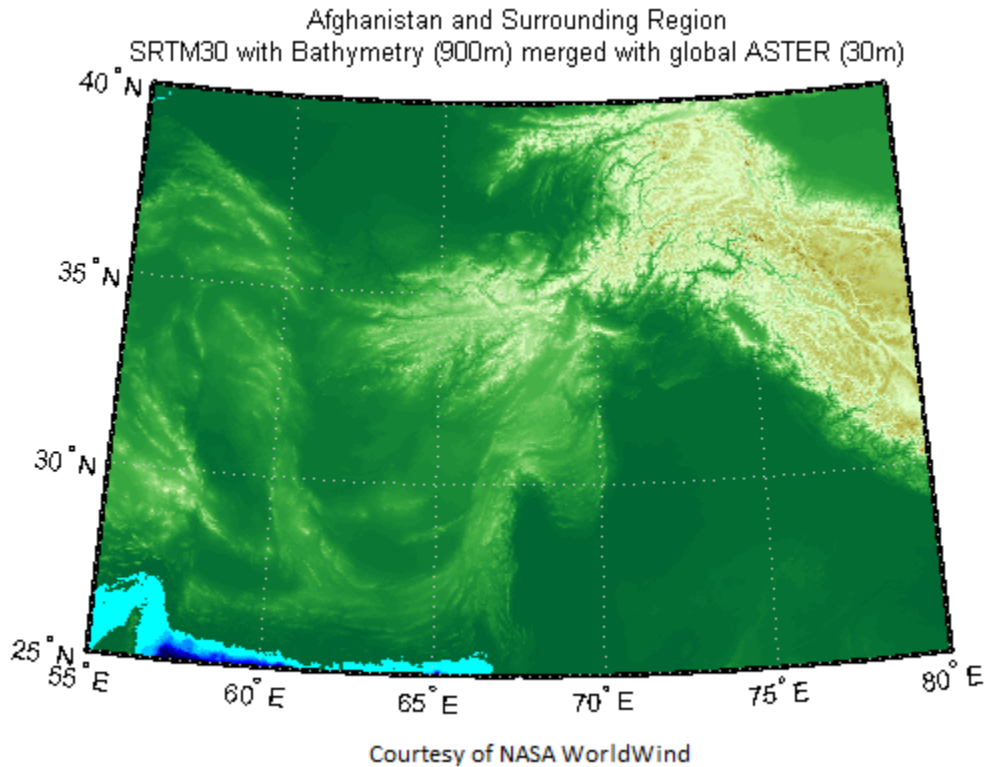 Afghanistan and Surrounding Region
SRTM30 with Bathymetry (900m) merged with global ASTER (30m)
40°N
35°N
30°N
25°N
55°E
60°E
65°E
70°E
75°E
80°E
Courtesy of NASA WorldWind